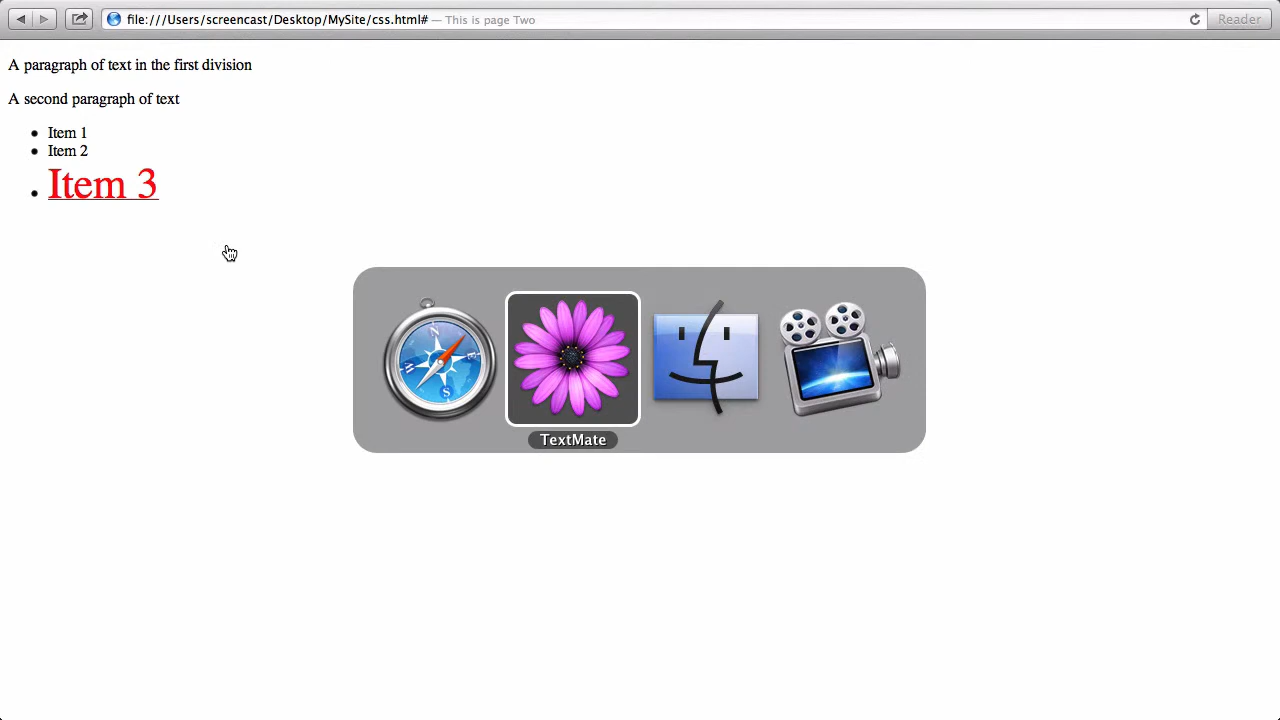 file:///Users/screencast/Desktop/MySite/css.html# — This is page Two
Reader
A paragraph of text in the first division
A second paragraph of text
Item 1
Item 2
Item 3
N
E
W
S
TextMate